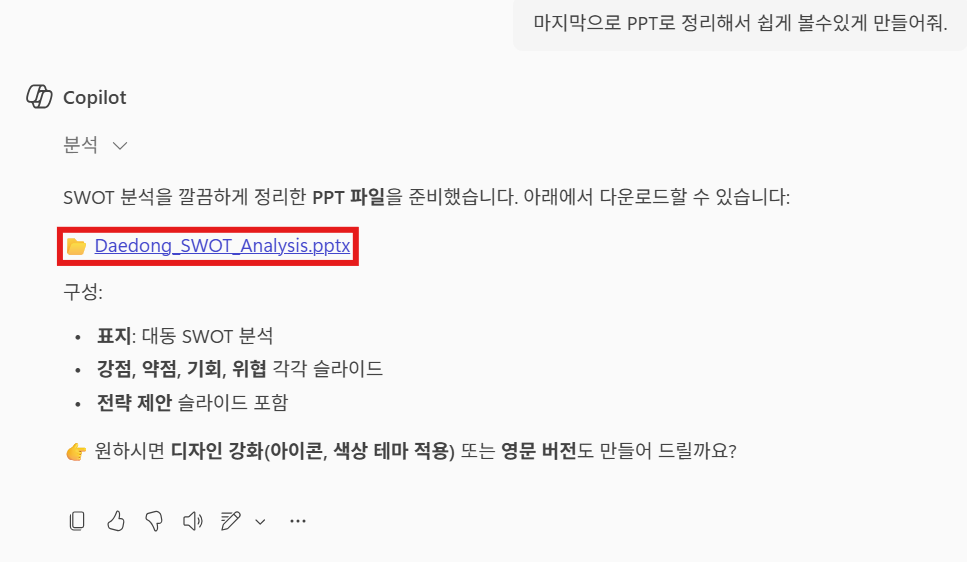 마지막으로 PPT로 정리해서 쉽게 볼수있게 만들어줘.
Copilot
분석
SWOT 분석을 깔끔하게 정리한 PPT 파일을 준비했습니다. 아래에서 다운로드할 수 있습니다:
Daedong_SWOT_Analysis.pptx
구성:
• 표지: 대동 SWOT 분석
• 강점, 약점, 기회, 위협 각각 슬라이드
• 전략 제안 슬라이드 포함
👉 원하시면 디자인 강화(아이콘, 색상 테마 적용) 또는 영문 버전도 만들어 드릴까요?